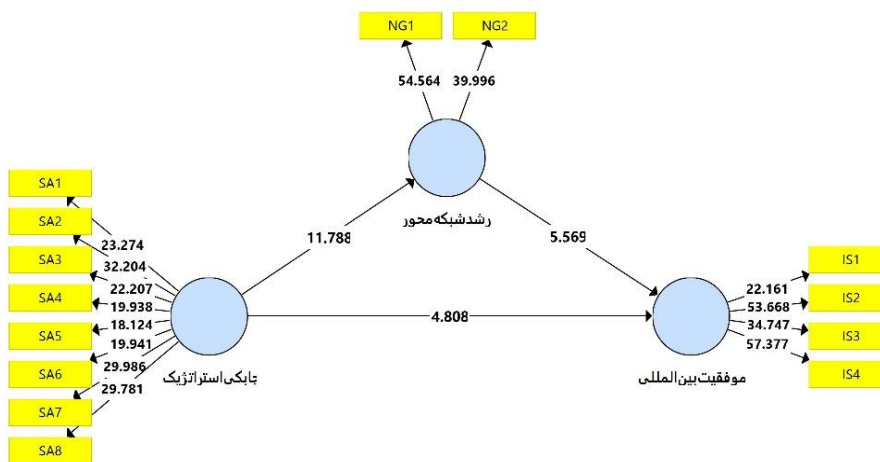 NG1
NG2
54.564
39.996
رشد شبکه محور
SA1
SA2
SA3
SA4
SA5
SA6
SA7
SA8
23.274
32.204
22.207
19.938
18.124
19.941
29.986
29.781
11.788
5.569
4.808
چابکی استراتژیک
موفقیت بین المللی
22.161
53.668
34.747
57.377
IS1
IS2
IS3
IS4